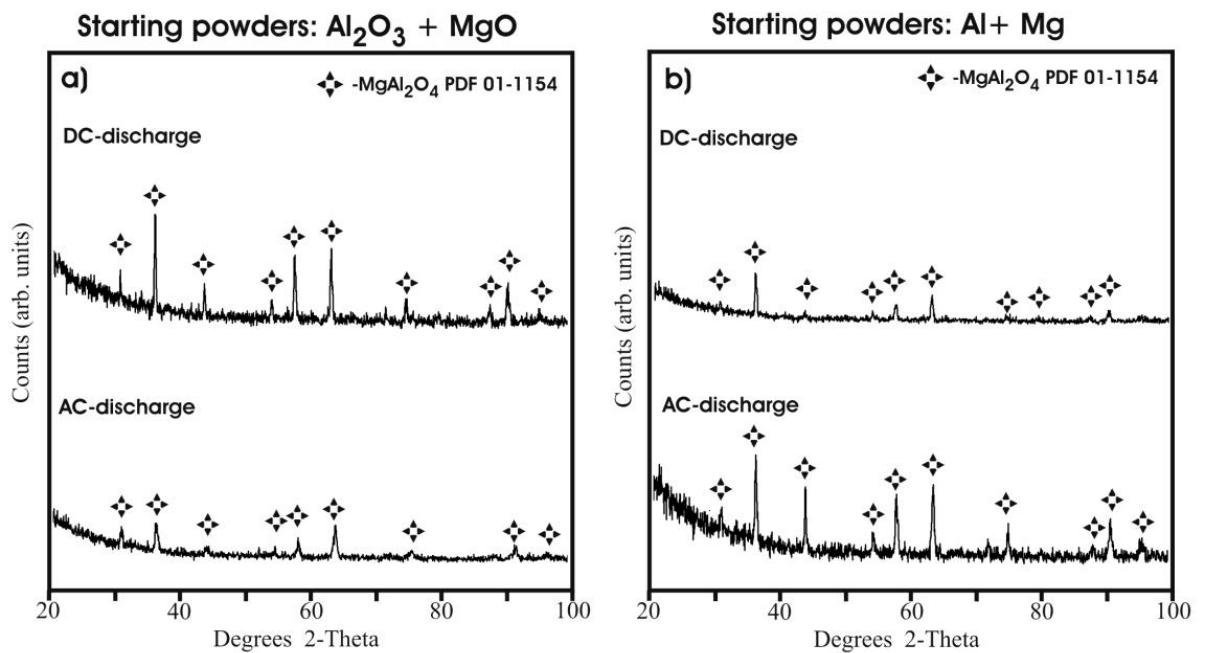 Starting powders: Al₂O₃ + MgO
a)
-MgAl₂O₄ PDF 01-1154
DC-discharge
AC-discharge
Counts (arb. units)
20 40 60 80 100
Degrees 2-Theta
Starting powders: Al+ Mg
b)
-MgAl₂O₄ PDF 01-1154
DC-discharge
AC-discharge
Counts (arb. units)
20 40 60 80 100
Degrees 2-Theta